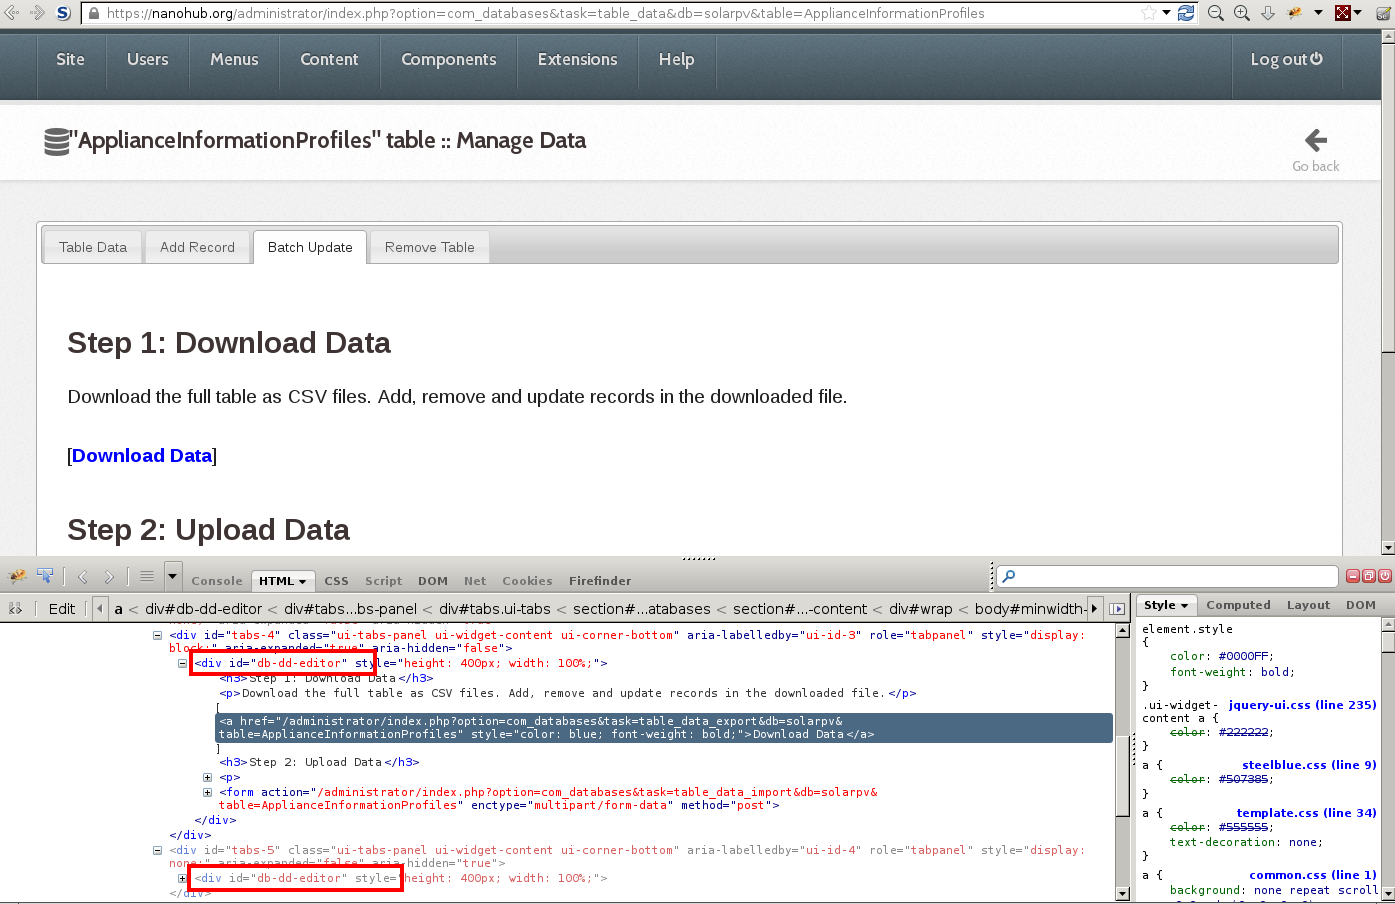 https://nanohub.org/administrator/index.php?option=com_databases&task=table_data&db=solarpv&table=ApplianceInformationProfiles
Site Users Menus Content Components Extensions Help Log out
"ApplianceInformationProfiles" table :: Manage Data
Go back
Table Data Add Record Batch Update Remove Table
Step 1: Download Data
Download the full table as CSV files. Add, remove and update records in the downloaded file.
[Download Data]
Step 2: Upload Data
Console HTML CSS Script DOM Net Cookies Firefinder
Edit a < div#db-dd-editor < div#tabs...bs-panel < div#tabs.ui-tabs < section#...atabases < section#...-content < div#wrap < body#minwidth-
Style Computed Layout DOM
<div id="tabs-4" class="ui-tabs-panel ui-widget-content ui-corner-bottom" aria-labelledby="ui-id-3" role="tabpanel" style="display:
block;" aria-expanded="true" aria-hidden="false">
<div id="db-dd-editor" style="height: 400px; width: 100%;">
<h3>Step 1: Download Data</h3>
<p>Download the full table as CSV files. Add, remove and update records in the downloaded file.</p>
[
<a href="/administrator/index.php?option=com_databases&task=table_data_export&db=solarpv&
table=ApplianceInformationProfiles" style="color: blue; font-weight: bold;">Download Data</a>
]
<h3>Step 2: Upload Data</h3>
<p>
<form action="/administrator/index.php?option=com_databases&task=table_data_import&db=solarpv&
table=ApplianceInformationProfiles" enctype="multipart/form-data" method="post">
</div>
</div>
<div id="tabs-5" class="ui-tabs-panel ui-widget-content ui-corner-bottom" aria-labelledby="ui-id-4" role="tabpanel" style="display:
none;" aria-expanded="false" aria-hidden="true">
<div id="db-dd-editor" style="height: 400px; width: 100%;">
</div>
element.style
{
color: #0000FF;
font-weight: bold;
}
.ui-widget- jquery-ui.css (line 235)
content a {
color: #222222;
}
a { steelblue.css (line 9)
color: #507385;
}
a { template.css (line 34)
color: #555555;
text-decoration: none;
}
a { common.css (line 1)
background: none repeat scroll